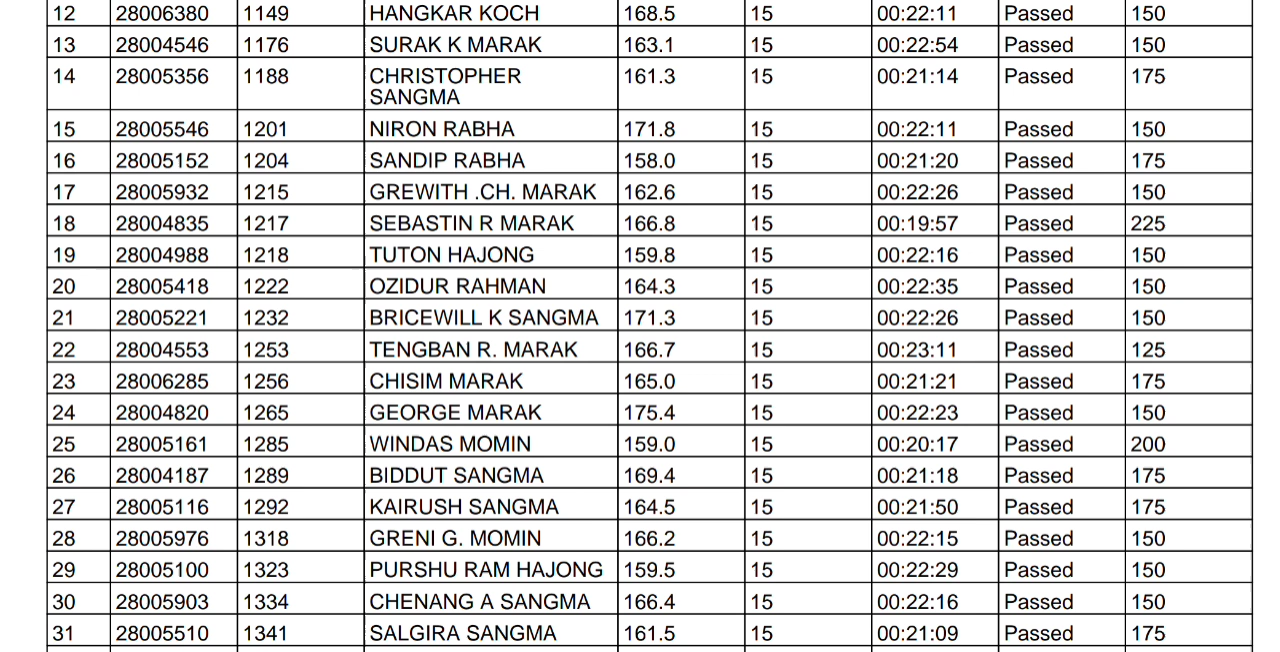 12 28006380 1149 HANGKAR KOCH 168.5 15 00:22:11 Passed 150
13 28004546 1176 SURAK K MARAK 163.1 15 00:22:54 Passed 150
14 28005356 1188 CHRISTOPHER 161.3 15 00:21:14 Passed 175
SANGMA
15 28005546 1201 NIRON RABHA 171.8 15 00:22:11 Passed 150
16 28005152 1204 SANDIP RABHA 158.0 15 00:21:20 Passed 175
17 28005932 1215 GREWITH .CH. MARAK 162.6 15 00:22:26 Passed 150
18 28004835 1217 SEBASTIN R MARAK 166.8 15 00:19:57 Passed 225
19 28004988 1218 TUTON HAJONG 159.8 15 00:22:16 Passed 150
20 28005418 1222 OZIDUR RAHMAN 164.3 15 00:22:35 Passed 150
21 28005221 1232 BRICEWILL K SANGMA 171.3 15 00:22:26 Passed 150
22 28004553 1253 TENGBAN R. MARAK 166.7 15 00:23:11 Passed 125
23 28006285 1256 CHISIM MARAK 165.0 15 00:21:21 Passed 175
24 28004820 1265 GEORGE MARAK 175.4 15 00:22:23 Passed 150
25 28005161 1285 WINDAS MOMIN 159.0 15 00:20:17 Passed 200
26 28004187 1289 BIDDUT SANGMA 169.4 15 00:21:18 Passed 175
27 28005116 1292 KAIRUSH SANGMA 164.5 15 00:21:50 Passed 175
28 28005976 1318 GRENI G. MOMIN 166.2 15 00:22:15 Passed 150
29 28005100 1323 PURSHU RAM HAJONG 159.5 15 00:22:29 Passed 150
30 28005903 1334 CHENANG A SANGMA 166.4 15 00:22:16 Passed 150
31 28005510 1341 SALGIRA SANGMA 161.5 15 00:21:09 Passed 175